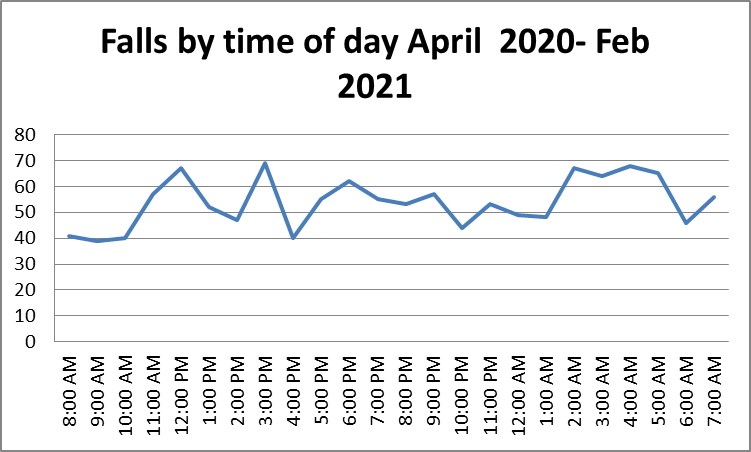 Falls by time of day April  2020- Feb
2021
80
70
60
50
40
30
20
10
0
8:00 AM
9:00 AM
10:00 AM
11:00 AM
12:00 PM
1:00 PM
2:00 PM
3:00 PM
4:00 PM
5:00 PM
6:00 PM
7:00 PM
8:00 PM
9:00 PM
10:00 PM
11:00 PM
12:00 AM
1:00 AM
2:00 AM
3:00 AM
4:00 AM
5:00 AM
6:00 AM
7:00 AM